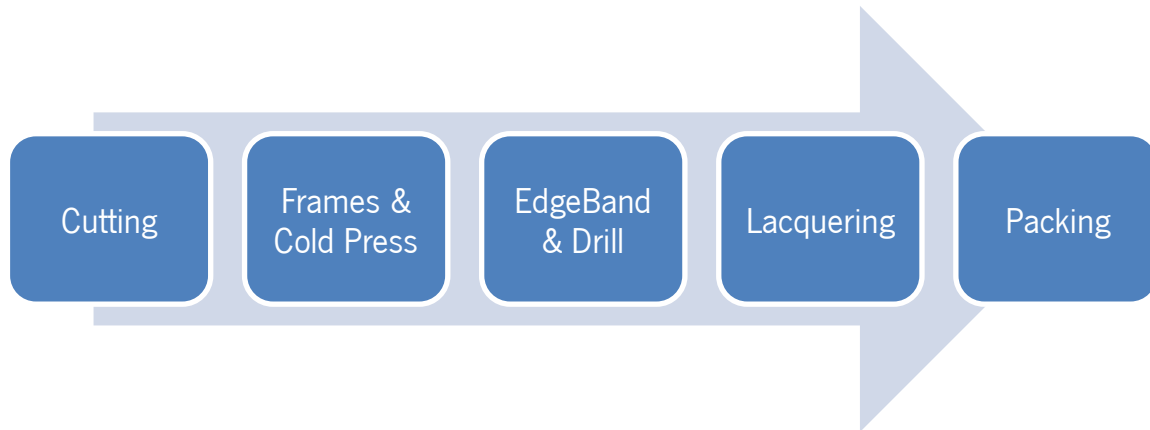 Cutting
Frames &
Cold Press
EdgeBand
& Drill
Lacquering
Packing